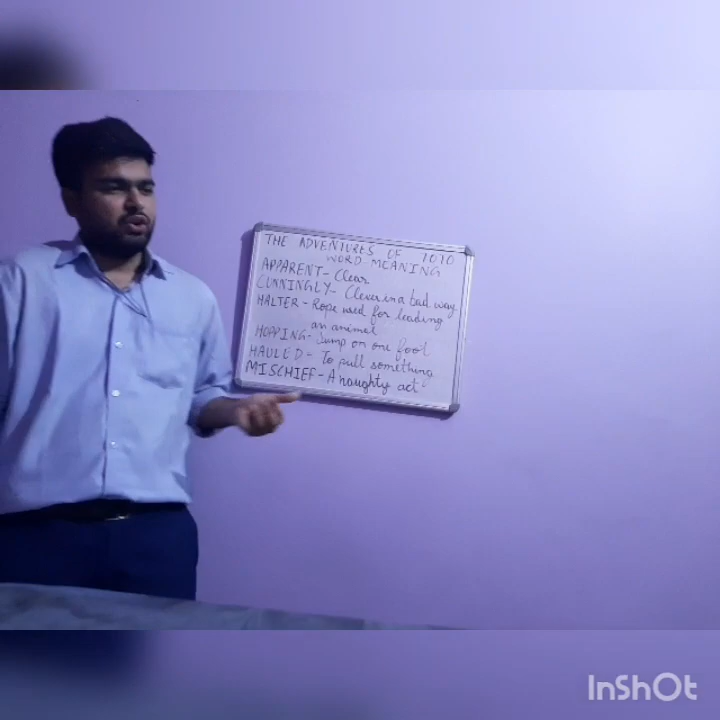 THE ADVENTURES OF TOTO
WORD-MEANING
APPARENT- Clear
CUNNINGLY- Clever in a bad way
HALTER - Rope used for leading
an animal
HOPPING- Jump on one foot
HAULED - To pull something
MISCHIEF - A naughty act
InShOt